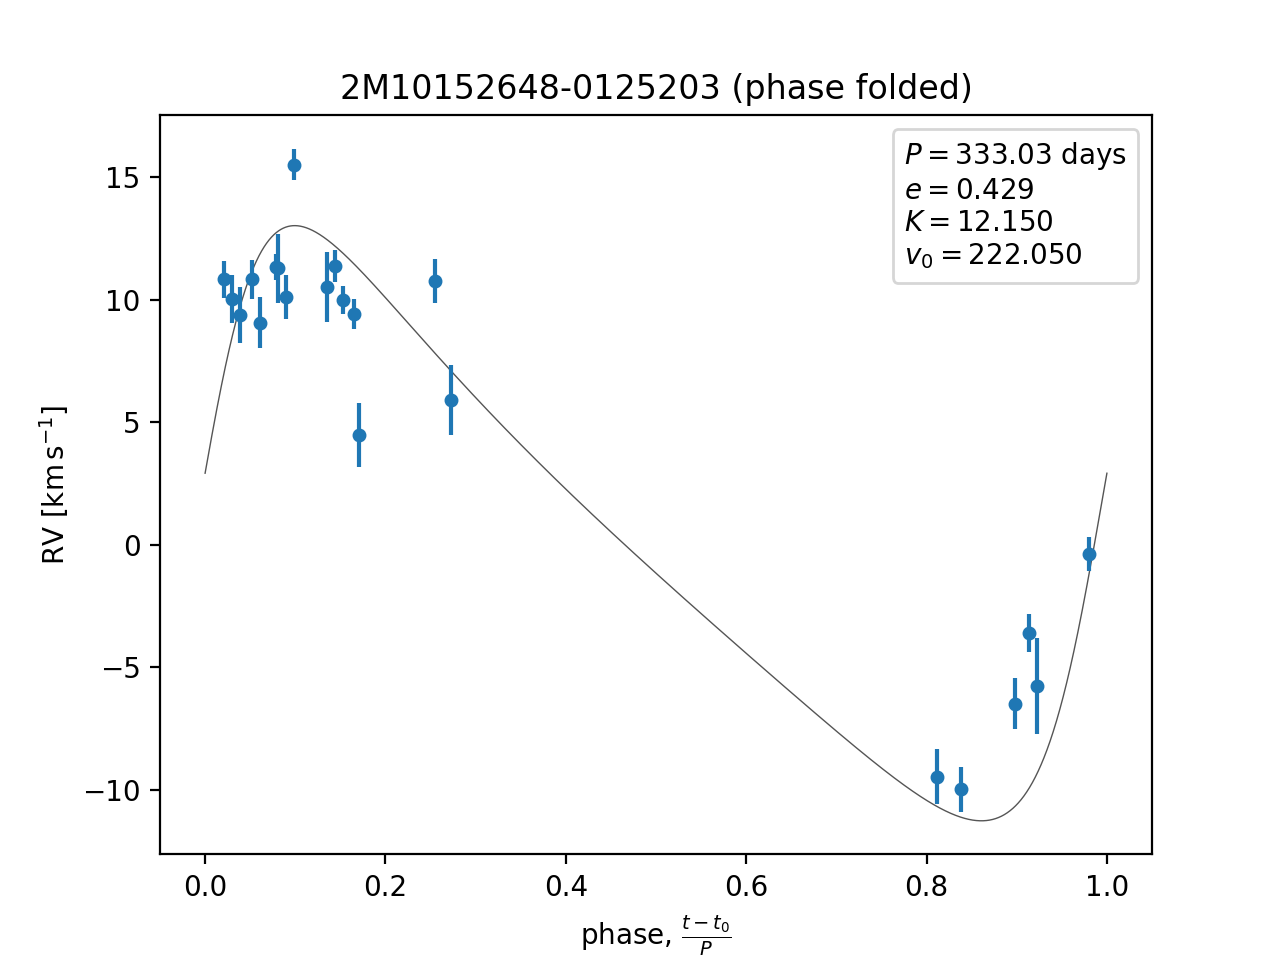 2M10152648-0125203 (phase folded)
P = 333.03 days
e = 0.429
K = 12.150
v₀ = 222.050
15
10
5
0
−5
−10
RV [km s⁻¹]
0.0 0.2 0.4 0.6 0.8 1.0
phase, (t − t₀)/P